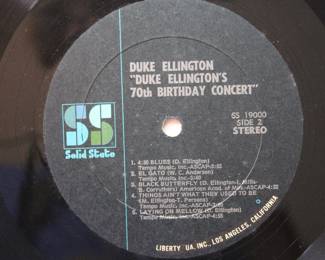 DUKE ELLINGTON
"DUKE ELLINGTON'S
70th BIRTHDAY CONCERT"
SS 19000
SIDE 2
STEREO
SS
Solid State
1. 4:30 BLUES (D. Ellington)
Tempo Music, Inc.-ASCAP-
2. EL GATO (W. C. Anderson)
Tempo Music, Inc.-
3. BLACK BUTTERFLY (D. Ellington-I. Mills-
B. Carruthers) American Acad. of Mus.-ASCAP-
4. THINGS AIN'T WHAT THEY USED TO BE
(M. Ellington-T. Persons)
Tempo Music, Inc.-ASCAP-
5. LAYING ON MELLOW (D. Ellington)
Tempo Music, Inc.-ASCAP-
LIBERTY/UA, INC., LOS ANGELES, CALIFORNIA